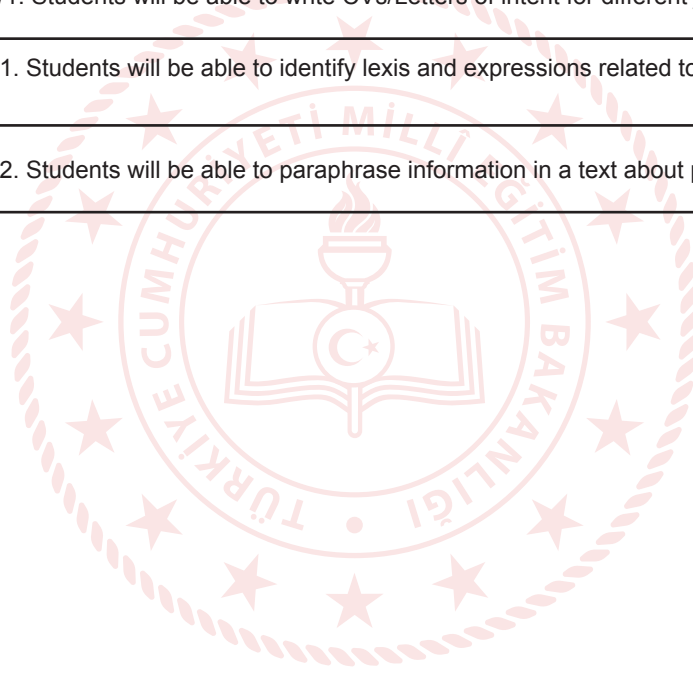 1. Students will be able to write CVs/Letters of intent for different
1. Students will be able to identify lexis and expressions related to
2. Students will be able to paraphrase information in a text about
TÜRKİYE CUMHURİYETİ MİLLÎ EĞİTİM BAKANLIĞI